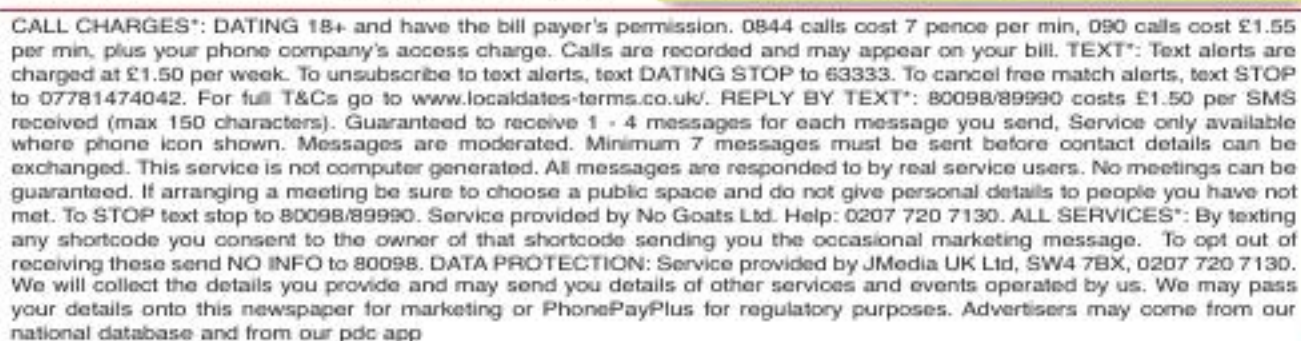 CALL CHARGES*: DATING 18+ and have the bill payer's permission. 0844 calls cost 7 pence per min, 090 calls cost £1.55
per min, plus your phone company's access charge. Calls are recorded and may appear on your bill. TEXT*: Text alerts are
charged at £1.50 per week. To unsubscribe to text alerts, text DATING STOP to 63333. To cancel free match alerts, text STOP
to 07781474042. For full T&Cs go to www.localdates-terms.co.uk/. REPLY BY TEXT*: 80098/89990 costs £1.50 per SMS
received (max 150 characters). Guaranteed to receive 1 - 4 messages for each message you send, Service only available
where phone icon shown. Messages are moderated. Minimum 7 messages must be sent before contact details can be
exchanged. This service is not computer generated. All messages are responded to by real service users. No meetings can be
guaranteed. If arranging a meeting be sure to choose a public space and do not give personal details to people you have not
met. To STOP text stop to 80098/89990. Service provided by No Goats Ltd. Help: 0207 720 7130. ALL SERVICES*: By texting
any shortcode you consent to the owner of that shortcode sending you the occasional marketing message. To opt out of
receiving these send NO INFO to 80098. DATA PROTECTION: Service provided by JMedia UK Ltd, SW4 7BX, 0207 720 7130.
We will collect the details you provide and may send you details of other services and events operated by us. We may pass
your details onto this newspaper for marketing or PhonePayPlus for regulatory purposes. Advertisers may come from our
national database and from our pdc app